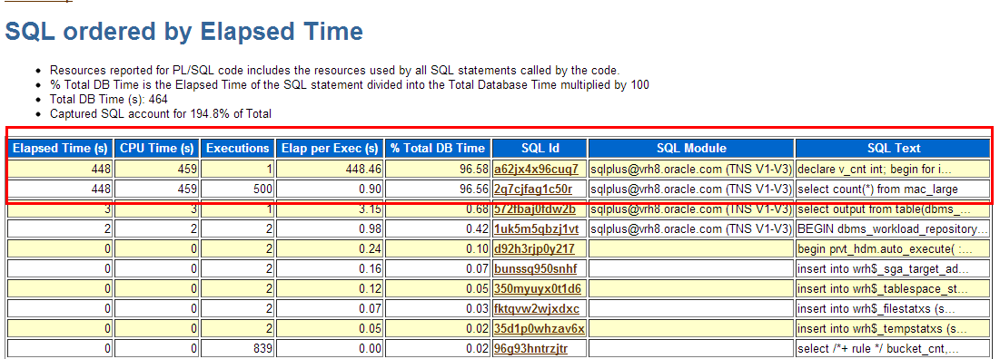 SQL ordered by Elapsed Time
Resources reported for PL/SQL code includes the resources used by all SQL statements called by the code.
% Total DB Time is the Elapsed Time of the SQL statement divided into the Total Database Time multiplied by 100
Total DB Time (s): 464
Captured SQL account for 194.8% of Total
Elapsed Time (s) CPU Time (s) Executions Elap per Exec (s) % Total DB Time SQL Id SQL Module SQL Text
448 459 1 448.46 96.58 a62jx4x96cuq7 sqlplus@vrh8.oracle.com (TNS V1-V3) declare v_cnt int; begin for i...
448 459 500 0.90 96.56 2q7cjfag1c50r sqlplus@vrh8.oracle.com (TNS V1-V3) select count(*) from mac_large
3 3 1 3.15 0.68 572fbaj0fdw2b sqlplus@vrh8.oracle.com (TNS V1-V3) select output from table(dbms_...
2 2 2 0.98 0.42 1uk5m5qbzj1vt sqlplus@vrh8.oracle.com (TNS V1-V3) BEGIN dbms_workload_repository...
0 0 2 0.24 0.10 d92h3rjp0y217 begin prvt_hdm.auto_execute( :...
0 0 2 0.16 0.07 bunssq950snhf insert into wrh$_sga_target_ad...
0 0 2 0.12 0.05 350myuyx0t1d6 insert into wrh$_tablespace_st...
0 0 2 0.07 0.03 fktqvw2wjxdxc insert into wrh$_filestatxs (s...
0 0 2 0.05 0.02 35d1p0whzav6x insert into wrh$_tempstatxs (s...
0 0 839 0.00 0.02 96g93hntrzjtr select /*+ rule */ bucket_cnt,...